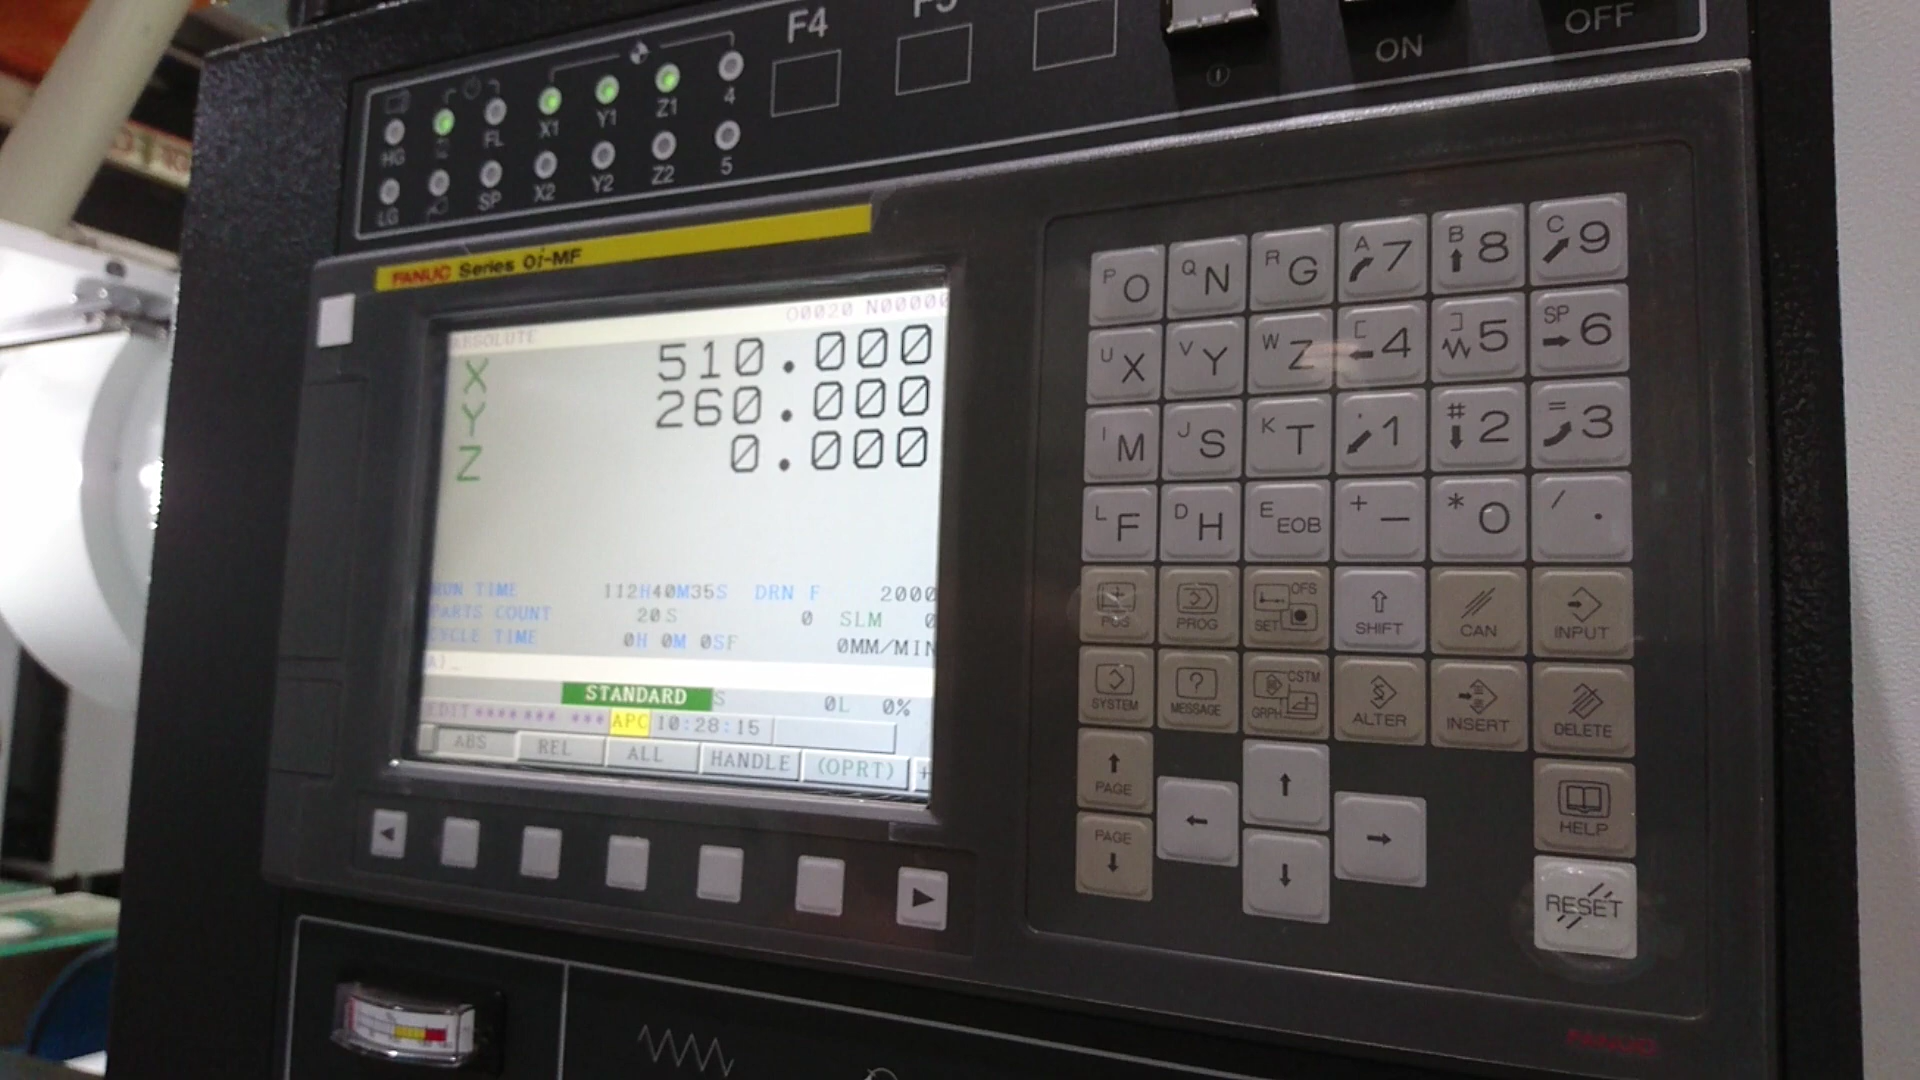 F4
ON
OFF
HG
FL
X1
Y1
Z1
4
LG
SP
X2
Y2
Z2
5
FANUC Series 0i-MF
O0020 N00000
ABSOLUTE
X 510.000
Y 260.000
Z 0.000
RUN TIME 112H40M35S DRN F 2000
PARTS COUNT 20 S 0 SLM 0
CYCLE TIME 0H 0M 0S F 0MM/MIN
A)_
STANDARD S 0L 0%
EDIT **** *** *** APC 10:28:15
ABS REL ALL HANDLE (OPRT) +
P O Q N R G A 7 B 8 C 9
U X V Y W Z [ 4 ] 5 SP 6
I M J S K T , 1 # 2 = 3
L F D H E EOB + - * 0 / .
POS PROG OFS SET SHIFT CAN INPUT
SYSTEM MESSAGE CSTM GRPH ALTER INSERT DELETE
PAGE
PAGE
HELP
RESET
FANUC